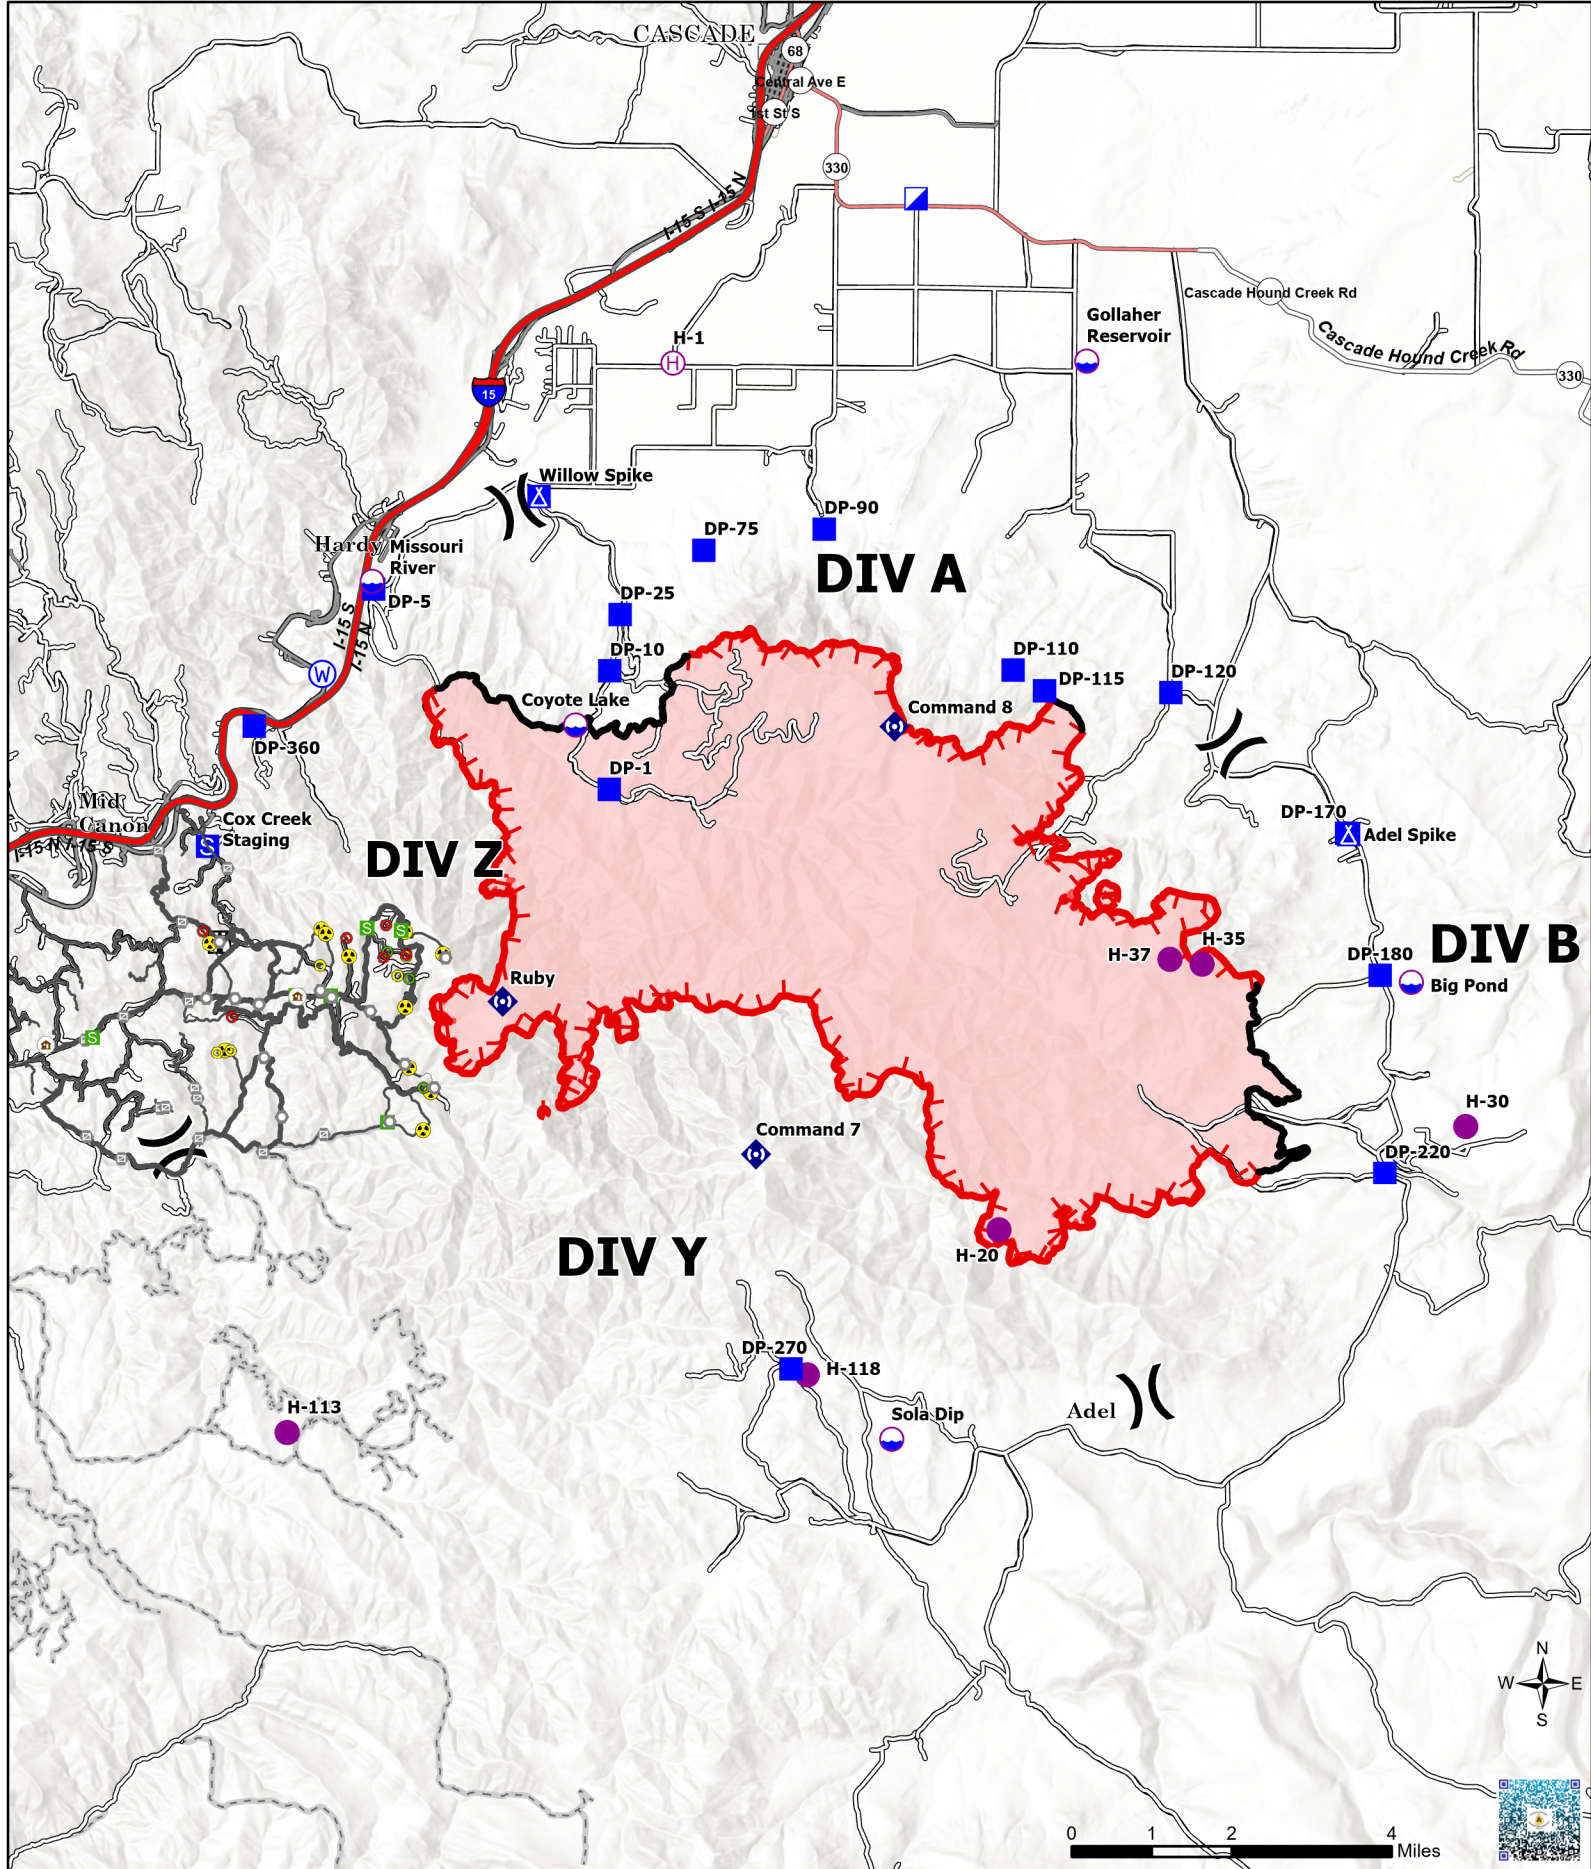 CASCADE
68
Central Ave E
1st St S
330
I-15 S I-15 N
Cascade Hound Creek Rd
Cascade Hound Creek Rd
330
Gollaher
Reservoir
H-1
H
15
Willow Spike
DP-90
DP-75
Hardy
Missouri
River
DIV A
DP-5
DP-25
I-15 S
I-15 N
DP-10
DP-110
DP-115
DP-120
W
Coyote Lake
Command 8
DP-360
DP-1
Mid
Canon
Cox Creek
Staging
S
I-15 N I-15 S
DP-170
Adel Spike
DIV Z
S
S
H-35
H-37
DIV B
DP-180
Big Pond
Ruby
S
H-30
Command 7
DP-220
DIV Y
H-20
DP-270
H-118
H-113
Sola Dip
Adel
N
W
E
S
0
1
2
4
Miles